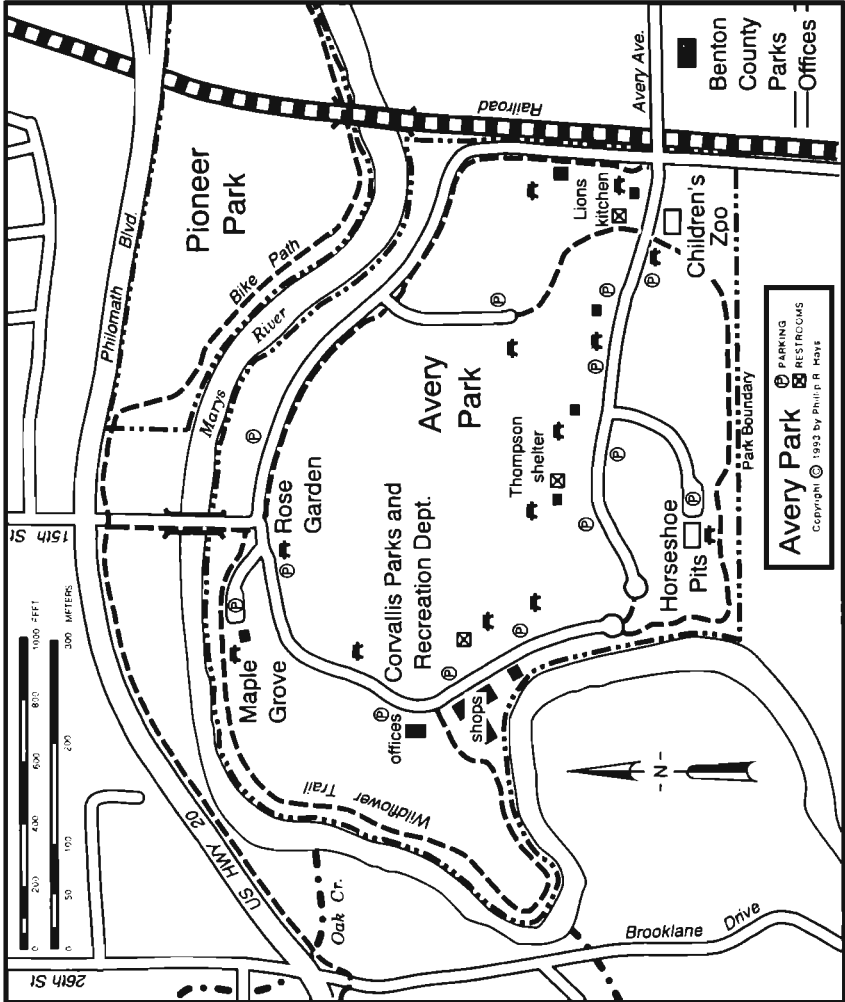 15th St
26th St
Philomath Blvd.
US HWY 20
0 200 400 600 800 1000 FEET
0 50 100 200 300 METERS
Pioneer
Park
Bike Path
Marys River
Railroad
Avery Ave.
Benton
County
Parks
Offices
Lions
kitchen
Children's
Zoo
Avery
Park
Rose
Garden
Thompson
shelter
Corvallis Parks and
Recreation Dept.
Maple
Grove
offices
shops
Horseshoe
Pits
Wildflower Trail
Oak Cr.
Brooklane Drive
- N -
Park Boundary
P
P
P
P
P
P
P
P
P
P
P
P
P
Avery Park
P PARKING
RESTROOMS
Copyright © 1993 by Phillip R Hays